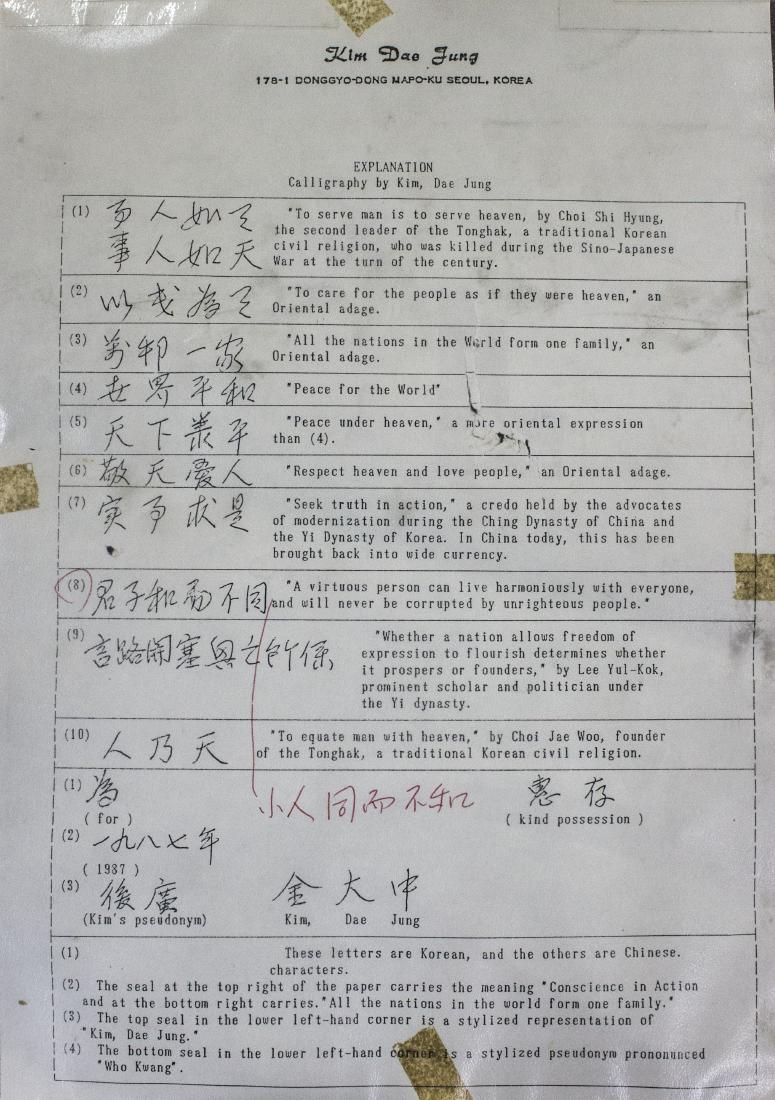 Kim Dae Jung
178-1 DONGGYO-DONG MAPO-KU SEOUL, KOREA
EXPLANATION
Calligraphy by Kim, Dae Jung
(1) 事人如天
事人如天
"To serve man is to serve heaven, by Choi Shi Hyung,
the second leader of the Tonghak, a traditional Korean
civil religion, who was killed during the Sino-Japanese
War at the turn of the century.
(2) 以民為天
"To care for the people as if they were heaven," an
Oriental adage.
(3) 萬邦一家
"All the nations in the World form one family," an
Oriental adage.
(4) 世界平和 "Peace for the World"
(5) 天下泰平
"Peace under heaven," a more oriental expression
than (4).
(6) 敬天愛人 "Respect heaven and love people," an Oriental adage.
(7) 実事求是
"Seek truth in action," a credo held by the advocates
of modernization during the Ching Dynasty of China and
the Yi Dynasty of Korea. In China today, this has been
brought back into wide currency.
(8) 君子和而不同
"A virtuous person can live harmoniously with everyone,
and will never be corrupted by unrighteous people."
(9) 言路開塞興亡所係
"Whether a nation allows freedom of
expression to flourish determines whether
it prospers or founders," by Lee Yul-Kok,
prominent scholar and politician under
the Yi dynasty.
(10) 人乃天
"To equate man with heaven," by Choi Jae Woo, founder
of the Tonghak, a traditional Korean civil religion.
(1) 為 小人同而不和 惠存
( for ) ( kind possession )
(2) 一九八七年
( 1987 )
(3) 後廣 金大中
(Kim's pseudonym) Kim, Dae Jung
(1) These letters are Korean, and the others are Chinese.
characters.
(2) The seal at the top right of the paper carries the meaning "Conscience in Action
and at the bottom right carries."All the nations in the world form one family."
(3) The top seal in the lower left-hand corner is a stylized representation of
"Kim, Dae Jung."
(4) The bottom seal in the lower left-hand corner is a stylized pseudonym prononunced
"Who Kwang".